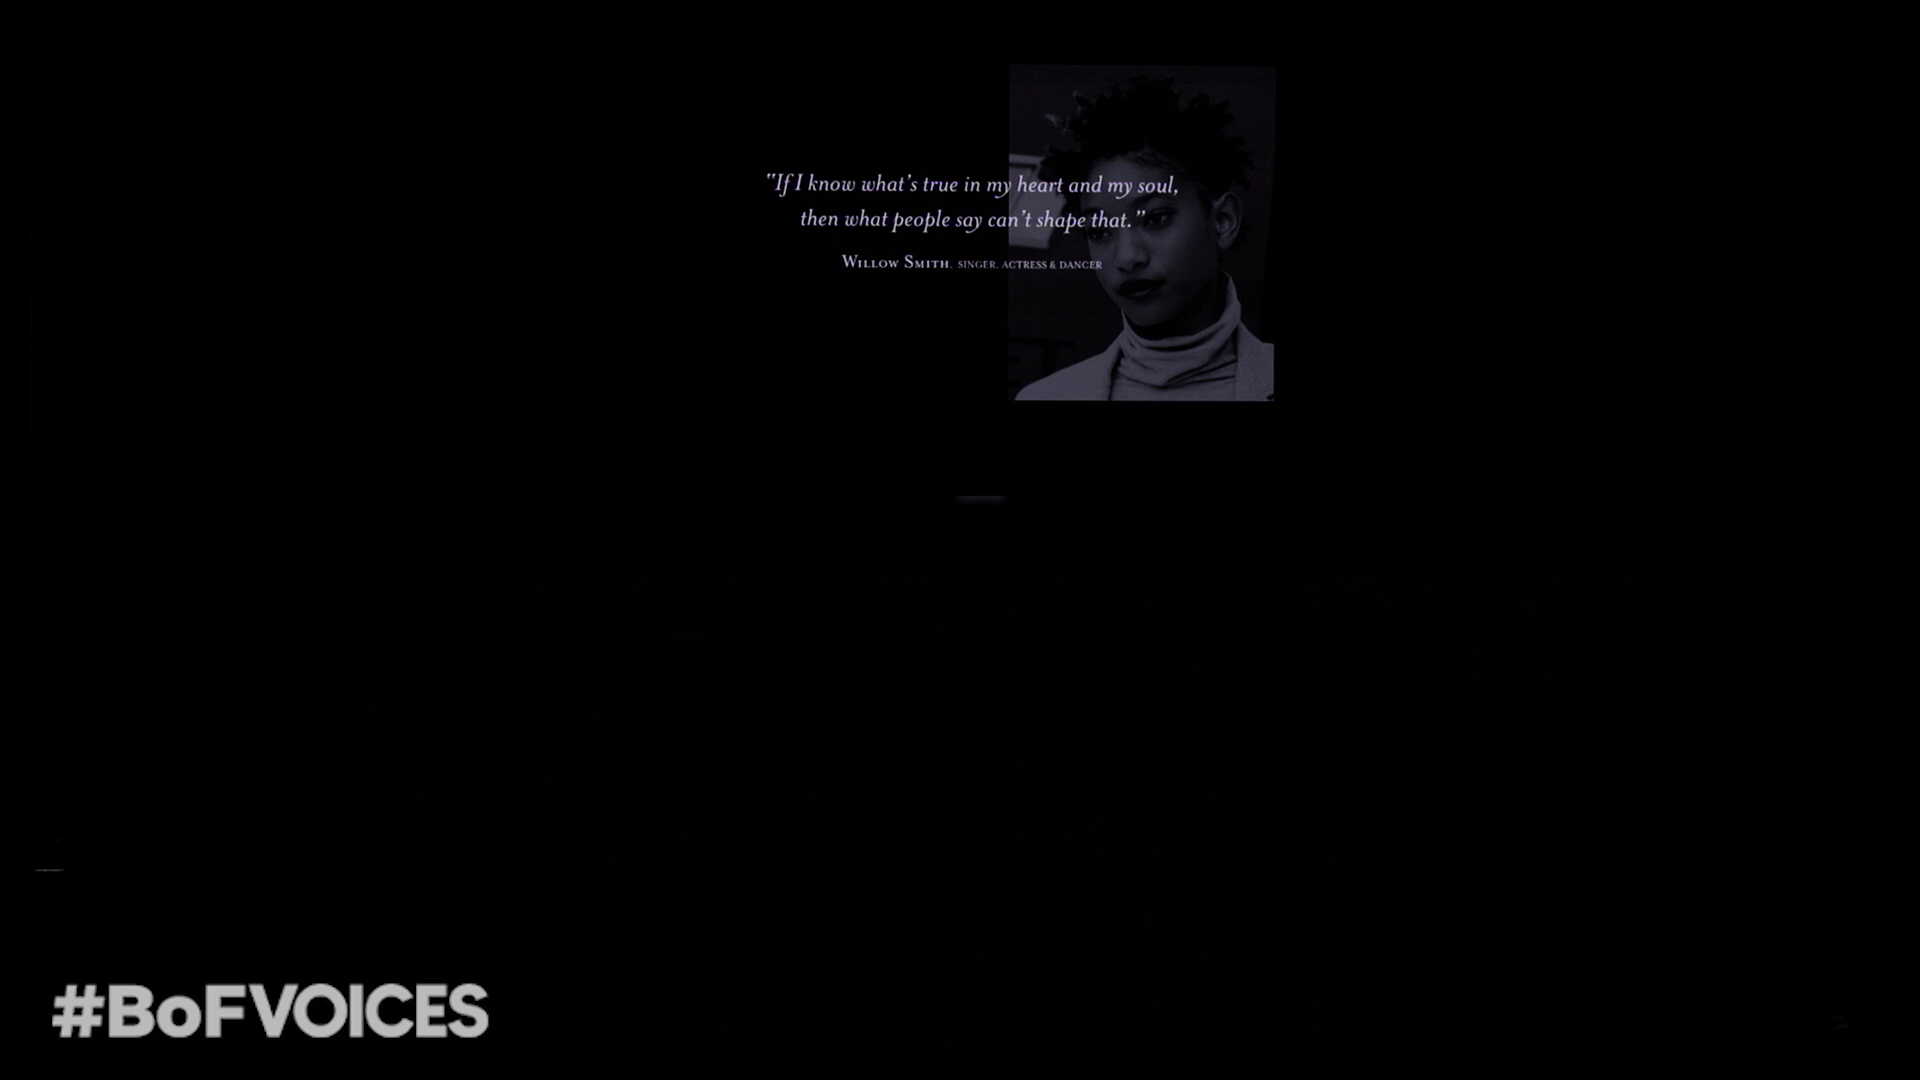 "If I know what's true in my heart and my soul,
then what people say can't shape that.”
WILLOW SMITH, SINGER, ACTRESS & DANCER
VOICES
#BoFVOICES